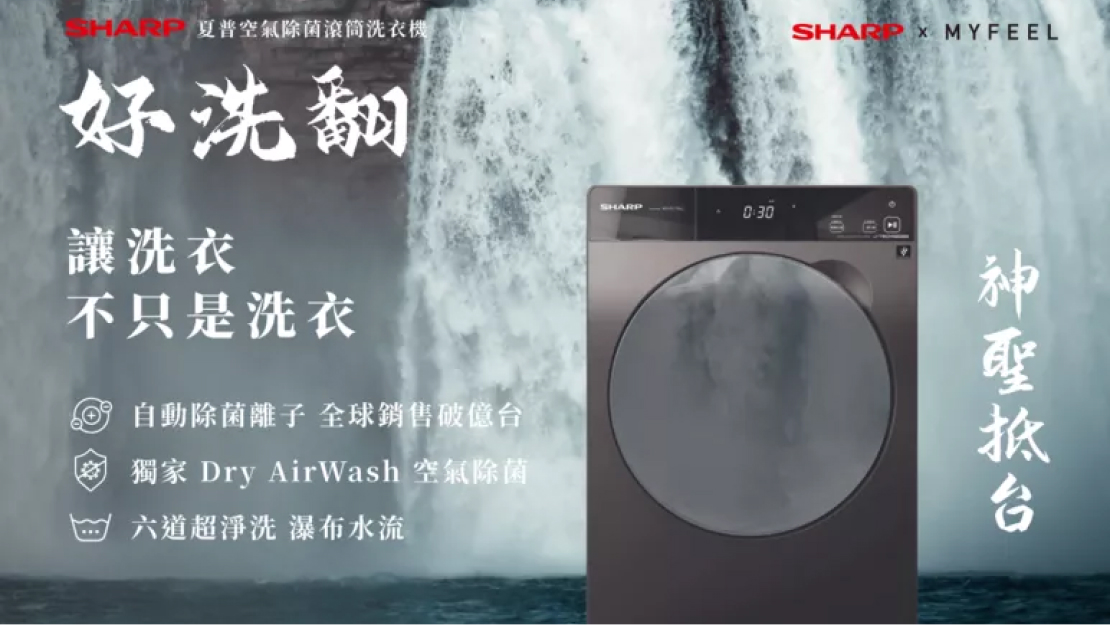 SHARP 夏普空氣除菌滾筒洗衣機
SHARP x MYFEEL
好洗翻
讓洗衣
不只是洗衣
自動除菌離子 全球銷售破億台
獨家 Dry AirWash 空氣除菌
六道超淨洗 瀑布水流
SHARP
0:30
神聖抵台